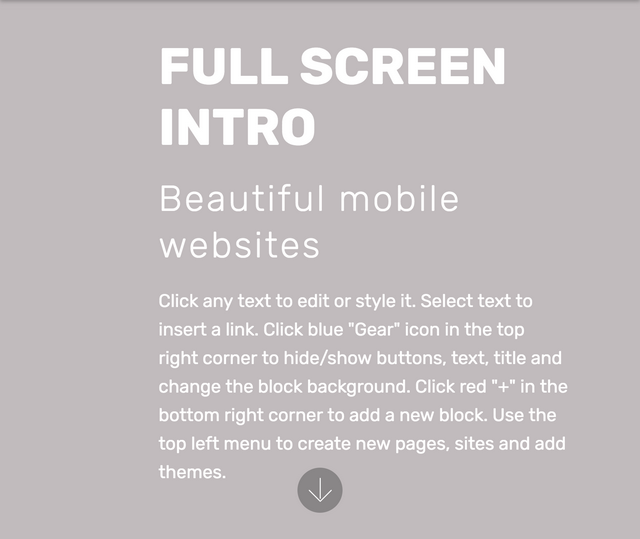 FULL SCREEN
INTRO
Beautiful mobile
websites
Click any text to edit or style it. Select text to
insert a link. Click blue "Gear" icon in the top
right corner to hide/show buttons, text, title and
change the block background. Click red "+" in the
bottom right corner to add a new block. Use the
top left menu to create new pages, sites and add
themes.